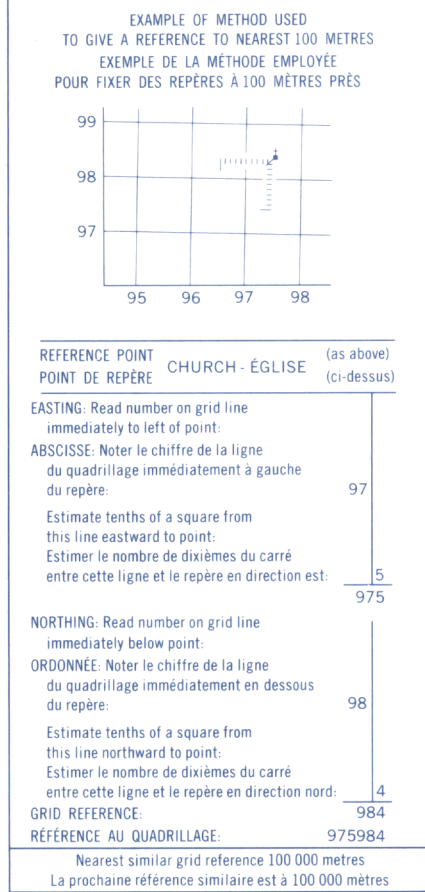 EXAMPLE OF METHOD USED
TO GIVE A REFERENCE TO NEAREST 100 METRES
EXEMPLE DE LA MÉTHODE EMPLOYÉE
POUR FIXER DES REPÈRES À 100 MÈTRES PRÈS
99
98
97
95 96 97 98
REFERENCE POINT
POINT DE REPÈRE
CHURCH - ÉGLISE
(as above)
(ci-dessus)
EASTING: Read number on grid line
immediately to left of point:
ABSCISSE: Noter le chiffre de la ligne
du quadrillage immédiatement à gauche
du repère: 97
Estimate tenths of a square from
this line eastward to point:
Estimer le nombre de dixièmes du carré
entre cette ligne et le repère en direction est: 5
975
NORTHING: Read number on grid line
immediately below point:
ORDONNÉE: Noter le chiffre de la ligne
du quadrillage immédiatement en dessous
du repère: 98
Estimate tenths of a square from
this line northward to point:
Estimer le nombre de dixièmes du carré
entre cette ligne et le repère en direction nord: 4
GRID REFERENCE: 984
RÉFÉRENCE AU QUADRILLAGE: 975984
Nearest similar grid reference 100 000 metres
La prochaine référence similaire est à 100 000 mètres